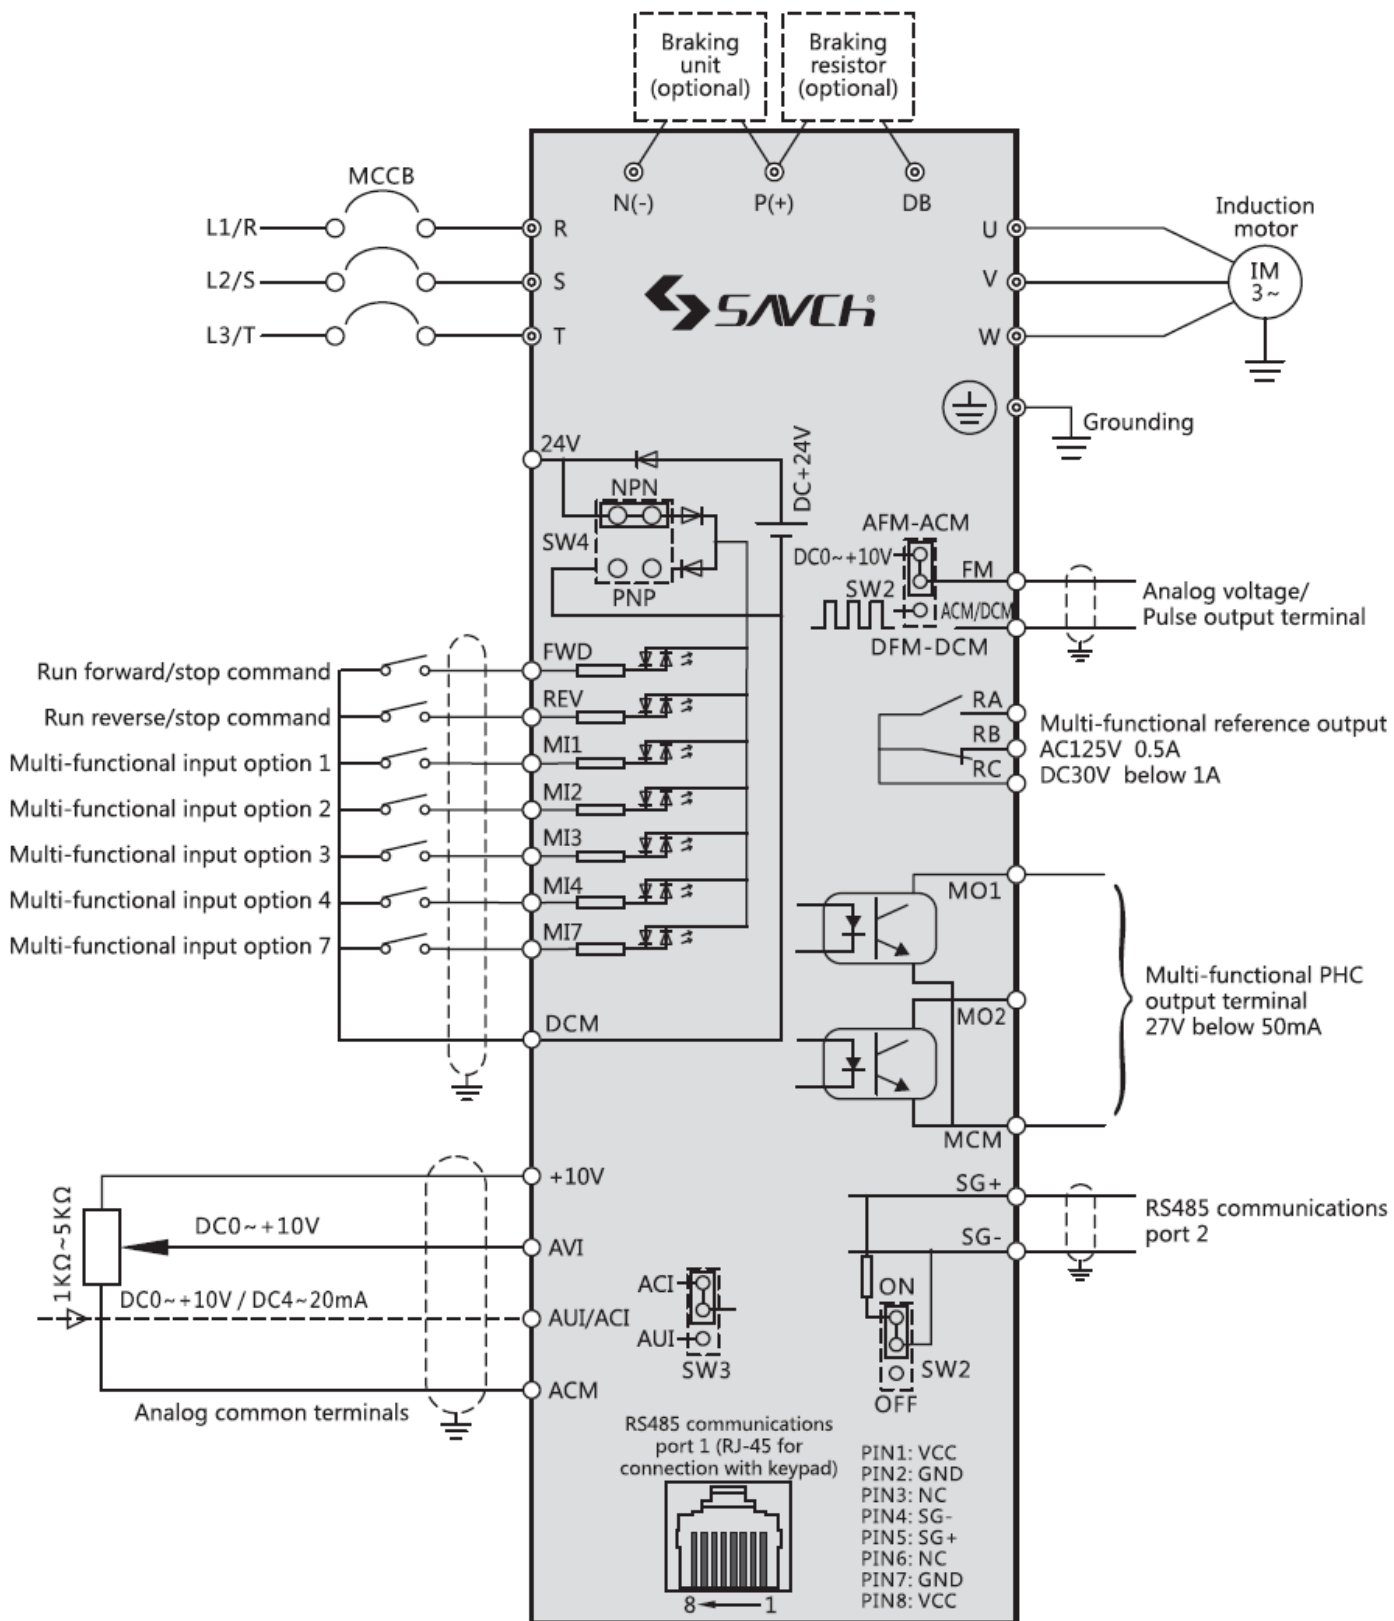 Braking
unit
(optional)
Braking
resistor
(optional)
N(-)
P(+)
DB
MCCB
L1/R
L2/S
L3/T
R
S
T
SAVCh®
U
V
W
Induction
motor
IM
3~
Grounding
24V
DC+24V
NPN
SW4
PNP
AFM-ACM
DC0~+10V
FM
SW2
ACM/DCM
DFM-DCM
Analog voltage/
Pulse output terminal
Run forward/stop command
Run reverse/stop command
Multi-functional input option 1
Multi-functional input option 2
Multi-functional input option 3
Multi-functional input option 4
Multi-functional input option 7
FWD
REV
MI1
MI2
MI3
MI4
MI7
DCM
RA
RB
RC
Multi-functional reference output
AC125V 0.5A
DC30V below 1A
MO1
MO2
MCM
Multi-functional PHC
output terminal
27V below 50mA
1KΩ~5KΩ
DC0~+10V
DC0~+10V / DC4~20mA
Analog common terminals
+10V
AVI
AUI/ACI
ACM
ACI
AUI
SW3
SG+
SG-
RS485 communications
port 2
ON
SW2
OFF
RS485 communications
port 1 (RJ-45 for
connection with keypad)
8
1
PIN1: VCC
PIN2: GND
PIN3: NC
PIN4: SG-
PIN5: SG+
PIN6: NC
PIN7: GND
PIN8: VCC